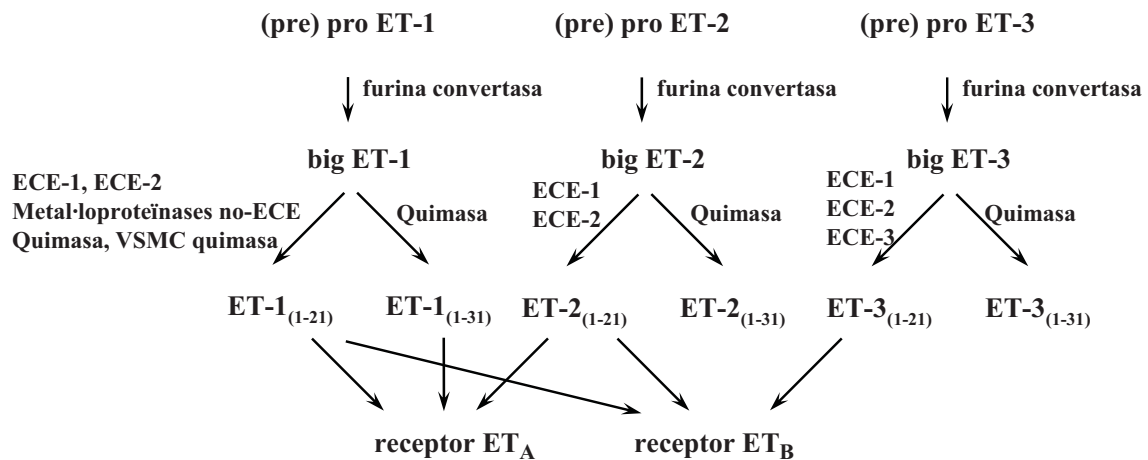 (pre) pro ET-1 (pre) pro ET-2 (pre) pro ET-3
furina convertasa furina convertasa furina convertasa
big ET-1 big ET-2 big ET-3
ECE-1, ECE-2
Metal·loproteïnases no-ECE
Quimasa, VSMC quimasa
Quimasa
ECE-1
ECE-2
Quimasa
ECE-1
ECE-2
ECE-3
Quimasa
ET-1(1-21) ET-1(1-31) ET-2(1-21) ET-2(1-31) ET-3(1-21) ET-3(1-31)
receptor ETA receptor ETB